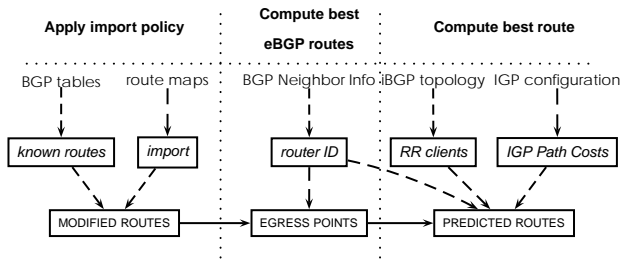 Apply import policy
Compute best
eBGP routes
Compute best route
BGP tables
route maps
BGP Neighbor Info
iBGP topology
IGP configuration
known routes
import
router ID
RR clients
IGP Path Costs
MODIFIED ROUTES
EGRESS POINTS
PREDICTED ROUTES